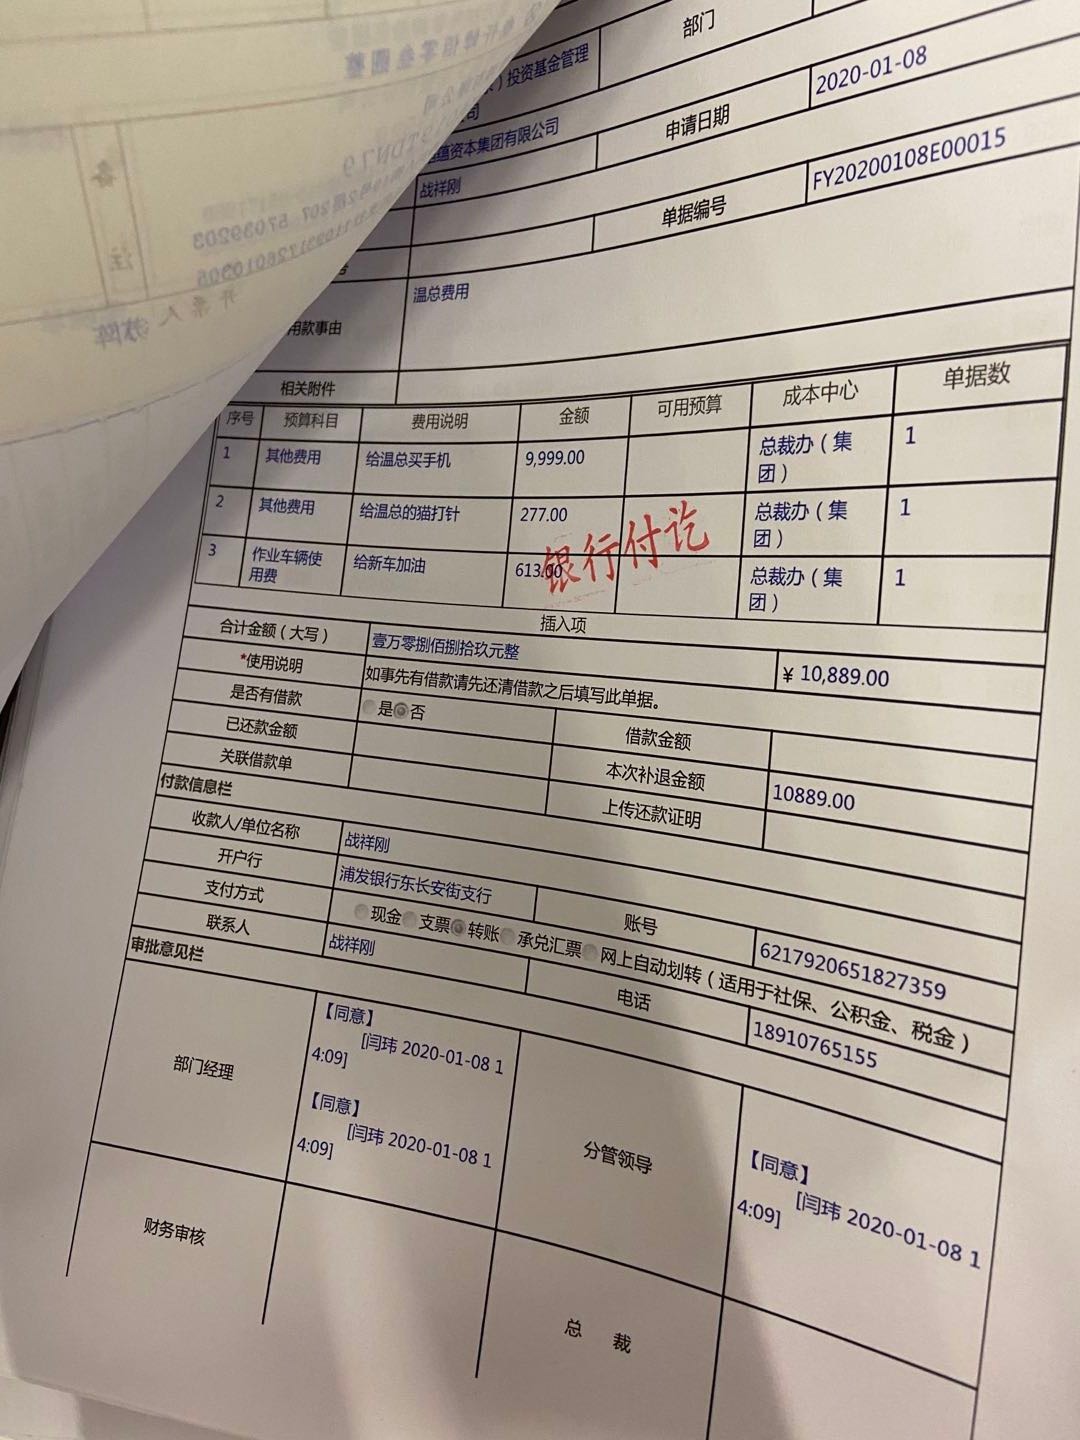 部门
）投资基金管理
司
2020-01-08
申请日期
资本集团有限公司
战祥刚
FY20200108E00015
单据编号
温总费用
用款事由
相关附件
序号 预算科目 费用说明 金额 可用预算 成本中心 单据数
1 其他费用 给温总买手机 9,999.00 总裁办（集 1
团）
2 其他费用 给温总的猫打针 277.00 总裁办（集 1
团）
3 作业车辆使 给新车加油 613.00 总裁办（集 1
用费 团）
银行付讫
插入项
合计金额（大写） 壹万零捌佰捌拾玖元整 ¥ 10,889.00
*使用说明 如事先有借款请先还清借款之后填写此单据。
是否有借款 是 否 借款金额
已还款金额 本次补退金额 10889.00
关联借款单 上传还款证明
付款信息栏
收款人/单位名称 战祥刚
开户行 浦发银行东长安街支行 账号 6217920651827359
支付方式 现金 支票 转账 承兑汇票 网上自动划转（适用于社保、公积金、税金）
联系人 战祥刚 电话 18910765155
审批意见栏
部门经理
【同意】
[闫玮 2020-01-08 1
4:09]
【同意】
[闫玮 2020-01-08 1
4:09]
分管领导
【同意】
[闫玮 2020-01-08 1
4:09]
财务审核
总 裁